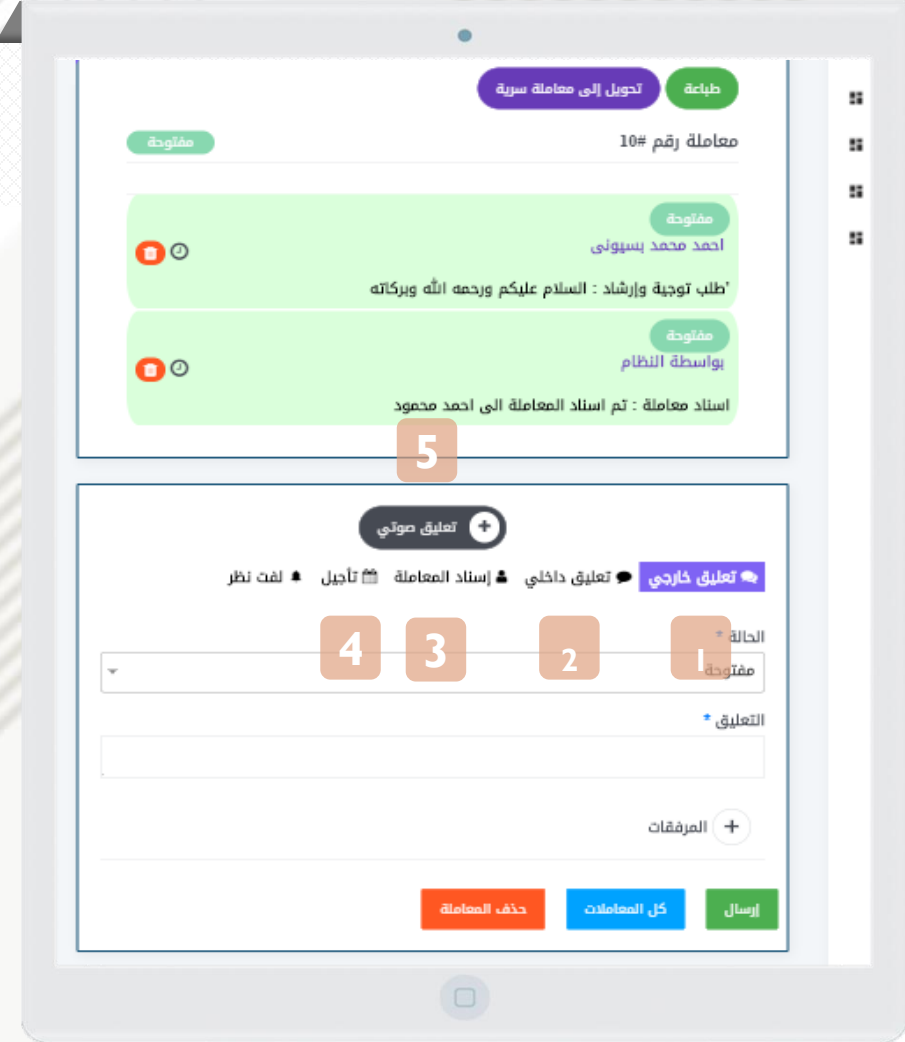 طباعة تحويل إلى معاملة سرية
معاملة رقم #10 مفتوحة
مفتوحة
احمد محمد بسيونى
'طلب توجية وإرشاد : السلام عليكم ورحمه الله وبركاته
مفتوحة
بواسطة النظام
اسناد معاملة : تم اسناد المعاملة الى احمد محمود
5
تعليق صوتي
تعليق خارجي تعليق داخلي إسناد المعاملة تأجيل لفت نظر
الحالة *
1 2 3 4
مفتوحة
التعليق *
المرفقات
إرسال كل المعاملات حذف المعاملة